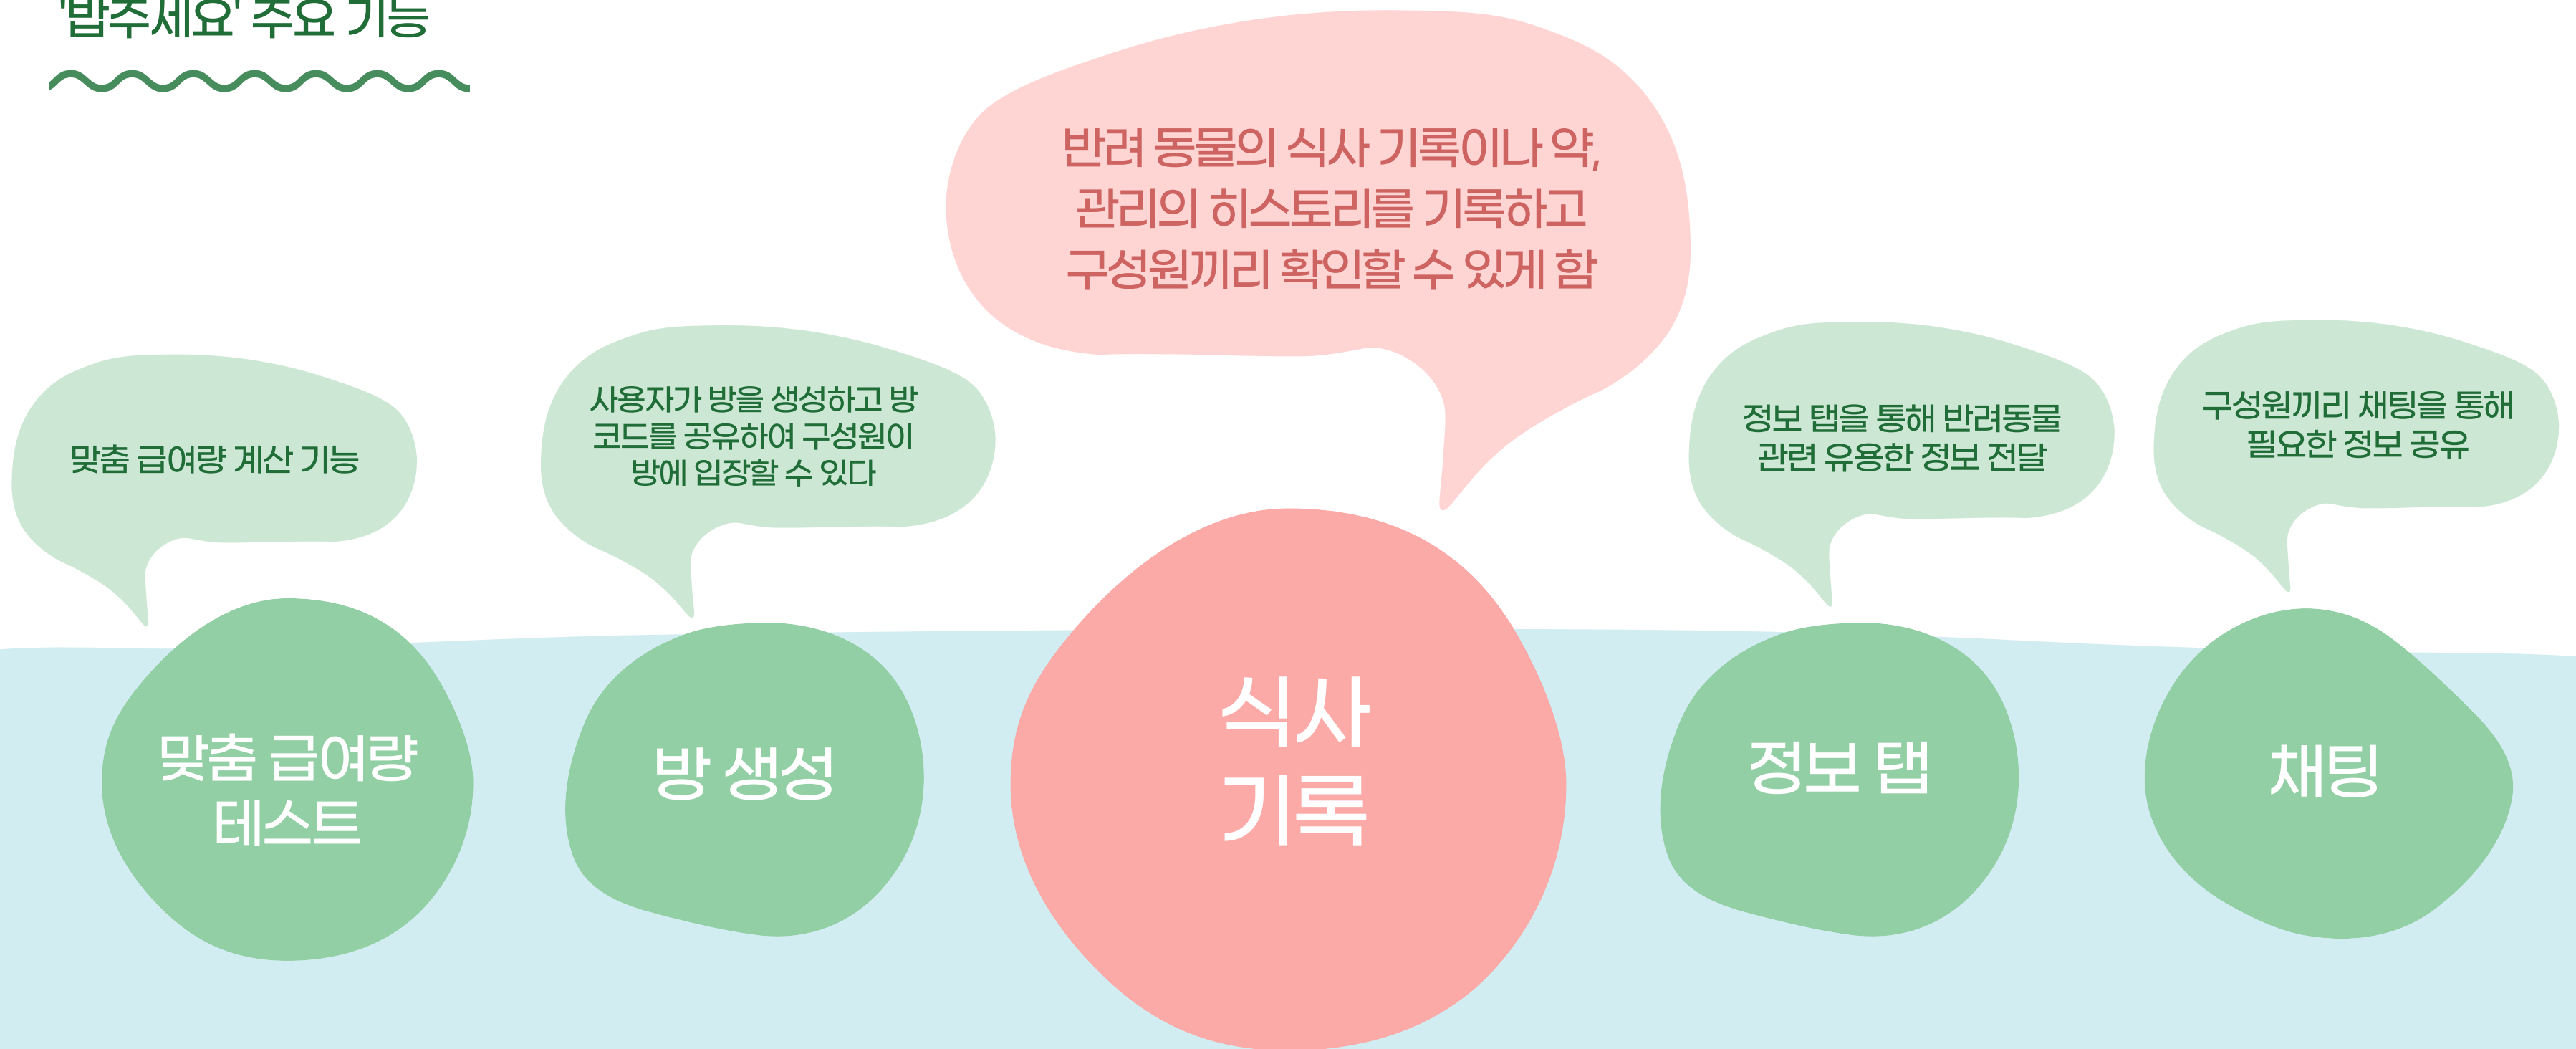 '밥주세요' 주요 기능
반려 동물의 식사 기록이나 약,
관리의 히스토리를 기록하고
구성원끼리 확인할 수 있게 함
맞춤 급여량 계산 기능
사용자가 방을 생성하고 방
코드를 공유하여 구성원이
방에 입장할 수 있다
정보 탭을 통해 반려동물
관련 유용한 정보 전달
구성원끼리 채팅을 통해
필요한 정보 공유
맞춤 급여량
테스트
방 생성
식사
기록
정보 탭
채팅